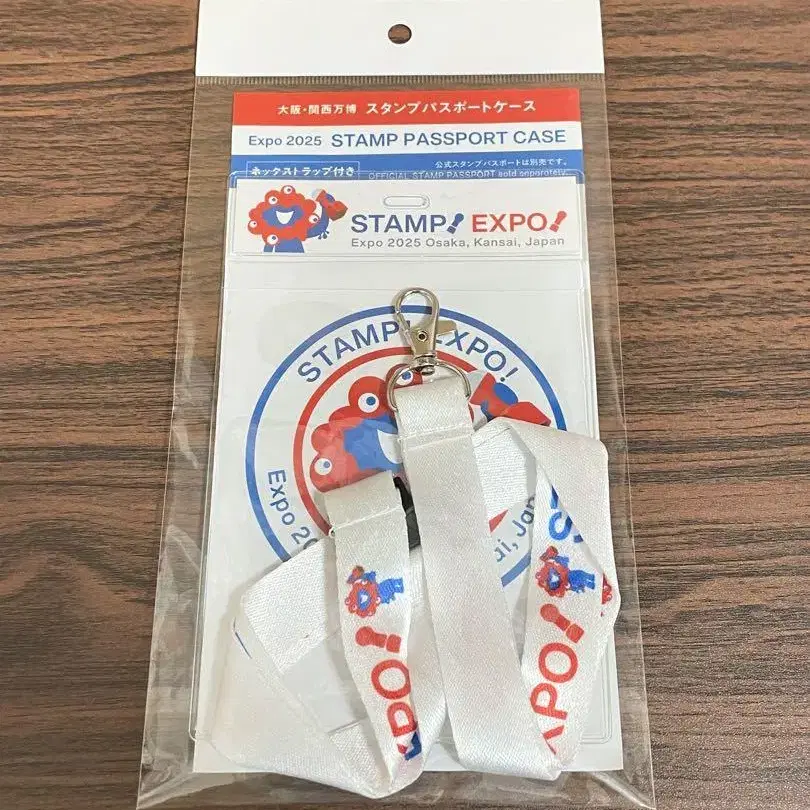 大阪・関西万博 スタンプパスポートケース
Expo 2025 STAMP PASSPORT CASE
公式スタンプパスポートは別売です。
ネックストラップ付き
OFFICIAL STAMP PASSPORT sold separately.
STAMP! EXPO!
Expo 2025 Osaka, Kansai, Japan
STAMP! EXPO!
Expo 20
ai, Jap
XPO!
XPO!
S